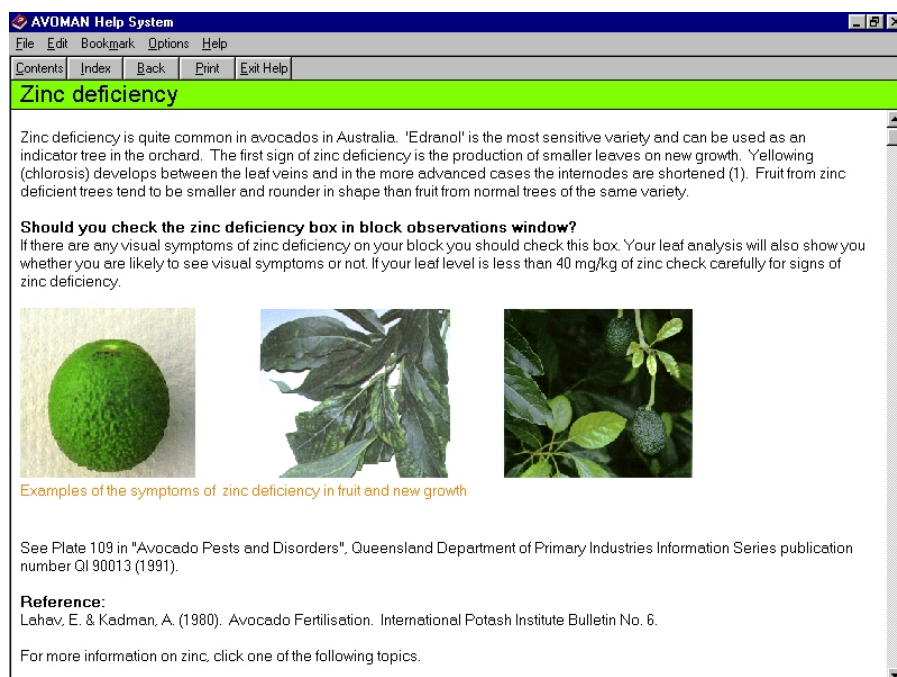 AVOMAN Help System
File Edit Bookmark Options Help
Contents Index Back Print Exit Help
Zinc deficiency
Zinc deficiency is quite common in avocados in Australia. 'Edranol' is the most sensitive variety and can be used as an
indicator tree in the orchard. The first sign of zinc deficiency is the production of smaller leaves on new growth. Yellowing
(chlorosis) develops between the leaf veins and in the more advanced cases the internodes are shortened (1). Fruit from zinc
deficient trees tend to be smaller and rounder in shape than fruit from normal trees of the same variety.
Should you check the zinc deficiency box in block observations window?
If there are any visual symptoms of zinc deficiency on your block you should check this box. Your leaf analysis will also show you
whether you are likely to see visual symptoms or not. If your leaf level is less than 40 mg/kg of zinc check carefully for signs of
zinc deficiency.
Examples of the symptoms of zinc deficiency in fruit and new growth
See Plate 109 in "Avocado Pests and Disorders", Queensland Department of Primary Industries Information Series publication
number QI 90013 (1991).
Reference:
Lahav, E. & Kadman, A. (1980). Avocado Fertilisation. International Potash Institute Bulletin No. 6.
For more information on zinc, click one of the following topics.